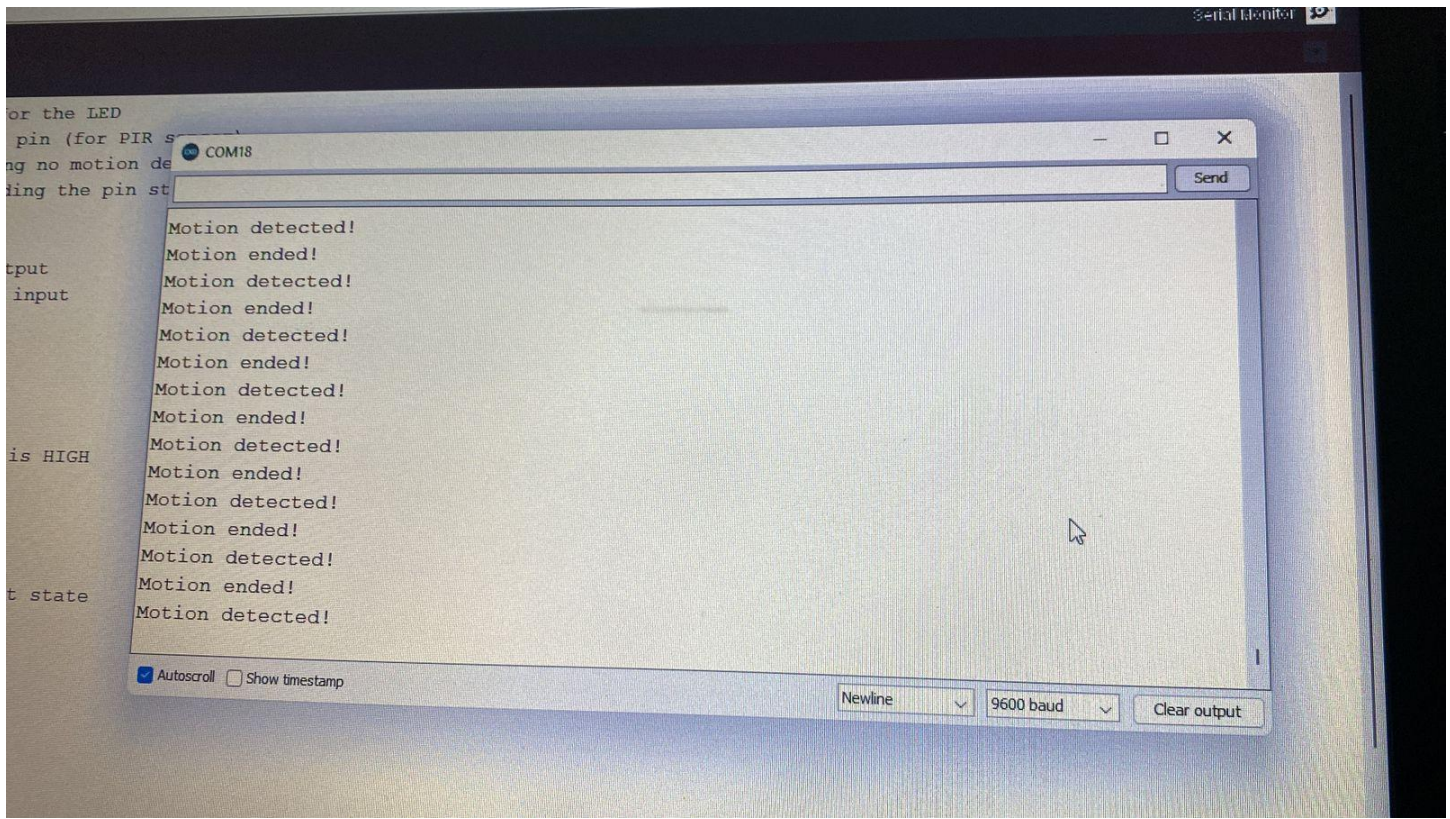 Serial Monitor
or the LED
pin (for PIR
ng no motion de
ding the pin st
tput
input
is HIGH
t state
COM18
Send
Motion detected!
Motion ended!
Motion detected!
Motion ended!
Motion detected!
Motion ended!
Motion detected!
Motion ended!
Motion detected!
Motion ended!
Motion detected!
Motion ended!
Motion detected!
Motion ended!
Motion detected!
Autoscroll Show timestamp
Newline 9600 baud Clear output